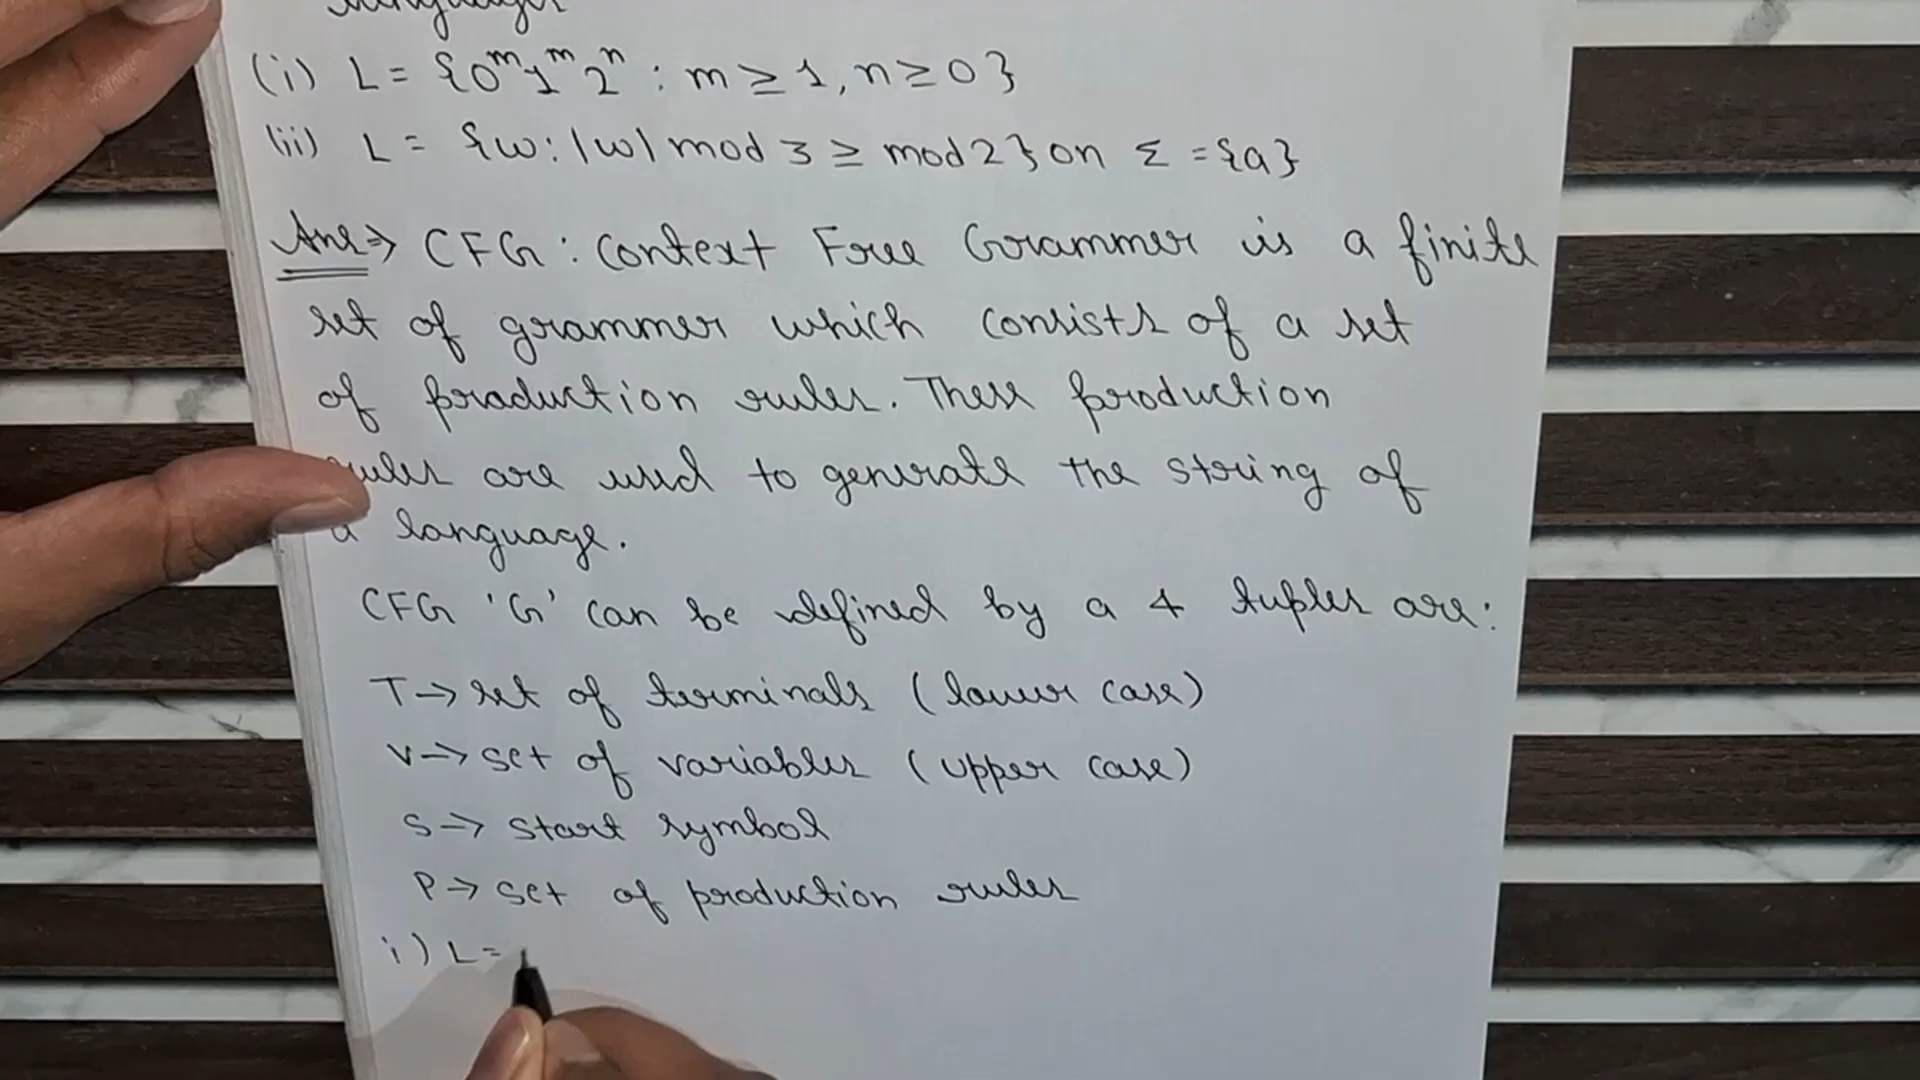 language
(i) L = {0^m 1^m 2^n : m ≥ 1, n ≥ 0}
(ii) L = {w : |w| mod 3 ≥ mod 2} on Σ = {a}
Ans ⇒ CFG : Context Free Grammer is a finite
set of grammer which consists of a set
of production rules. These production
rules are used to generate the string of
a language.
CFG 'G' can be defined by a 4 tuples are:
T → set of terminals (lower case)
V → set of variables (upper case)
S → start symbol
P → set of production rules
i) L =